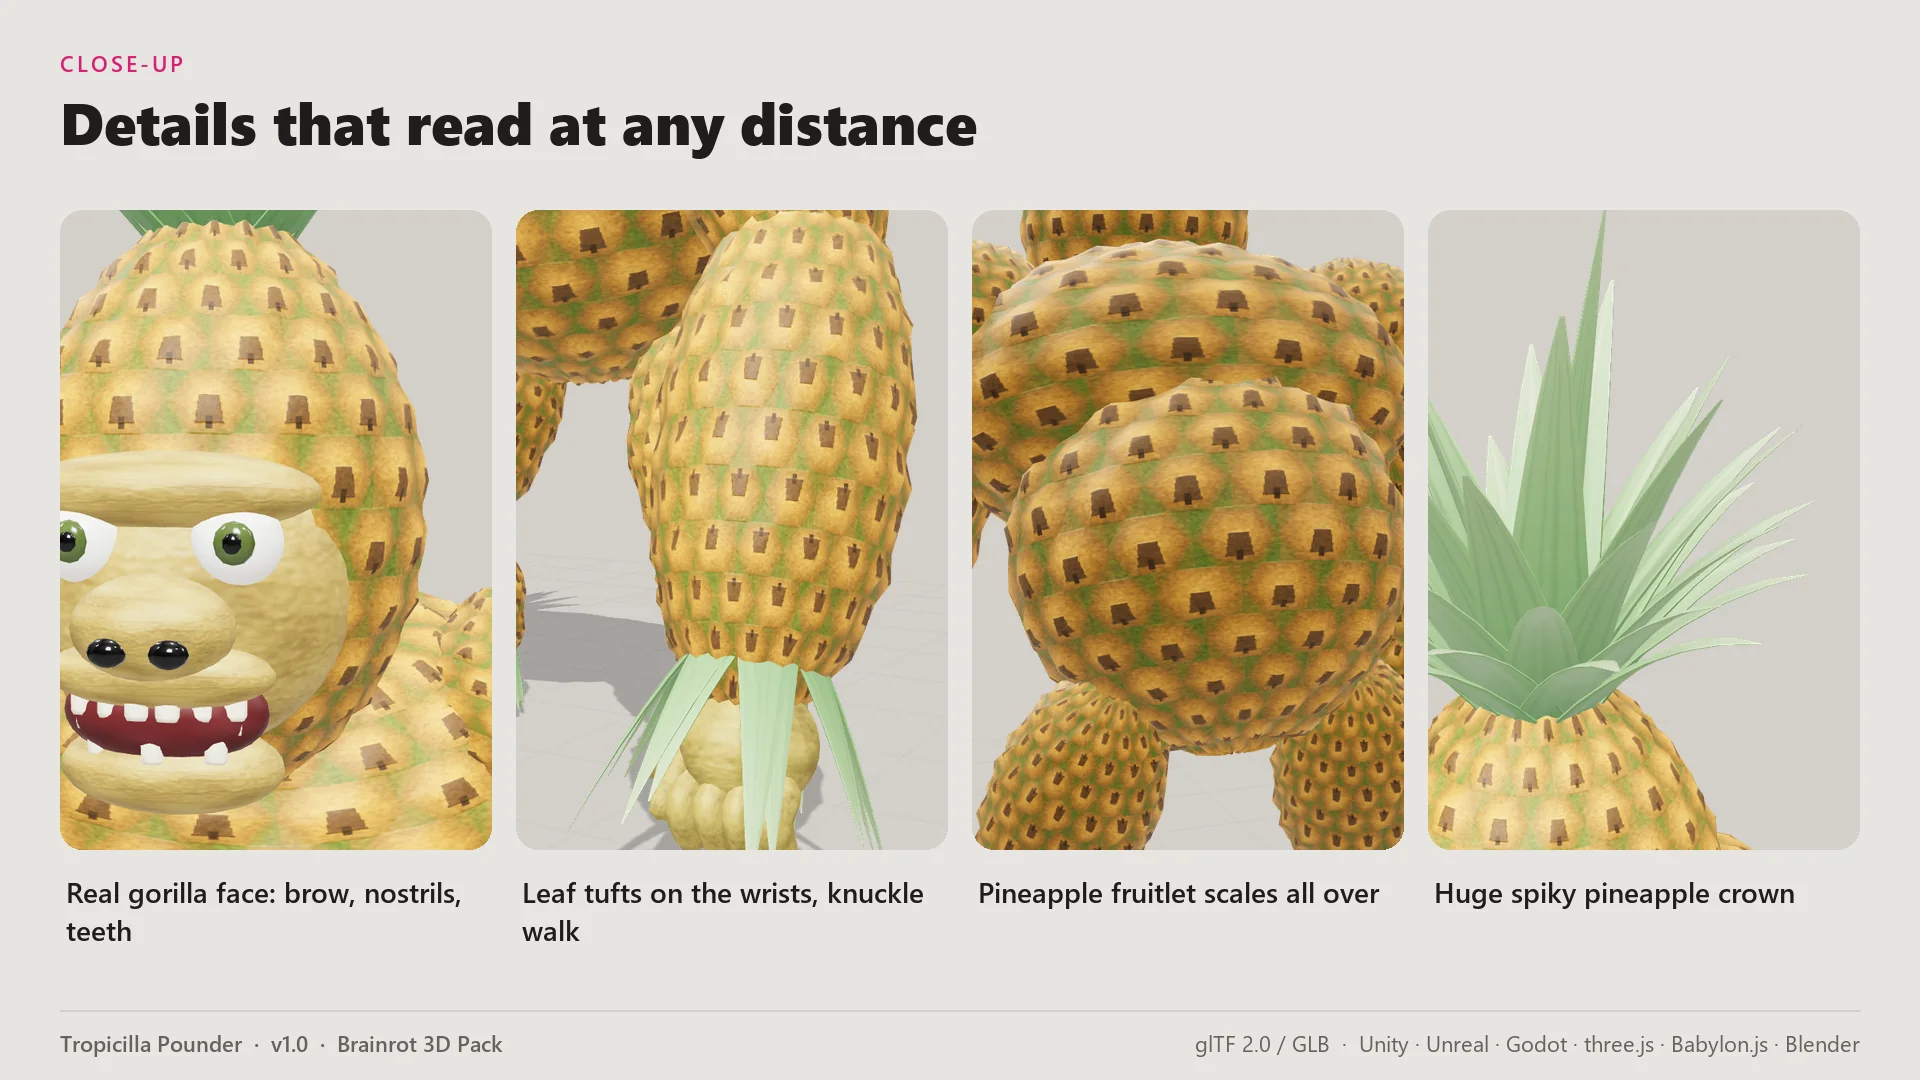 CLOSE-UP
Details that read at any distance
Real gorilla face: brow, nostrils,
teeth
Leaf tufts on the wrists, knuckle
walk
Pineapple fruitlet scales all over
Huge spiky pineapple crown
Tropicilla Pounder · v1.0 · Brainrot 3D Pack
glTF 2.0 / GLB · Unity · Unreal · Godot · three.js · Babylon.js · Blender